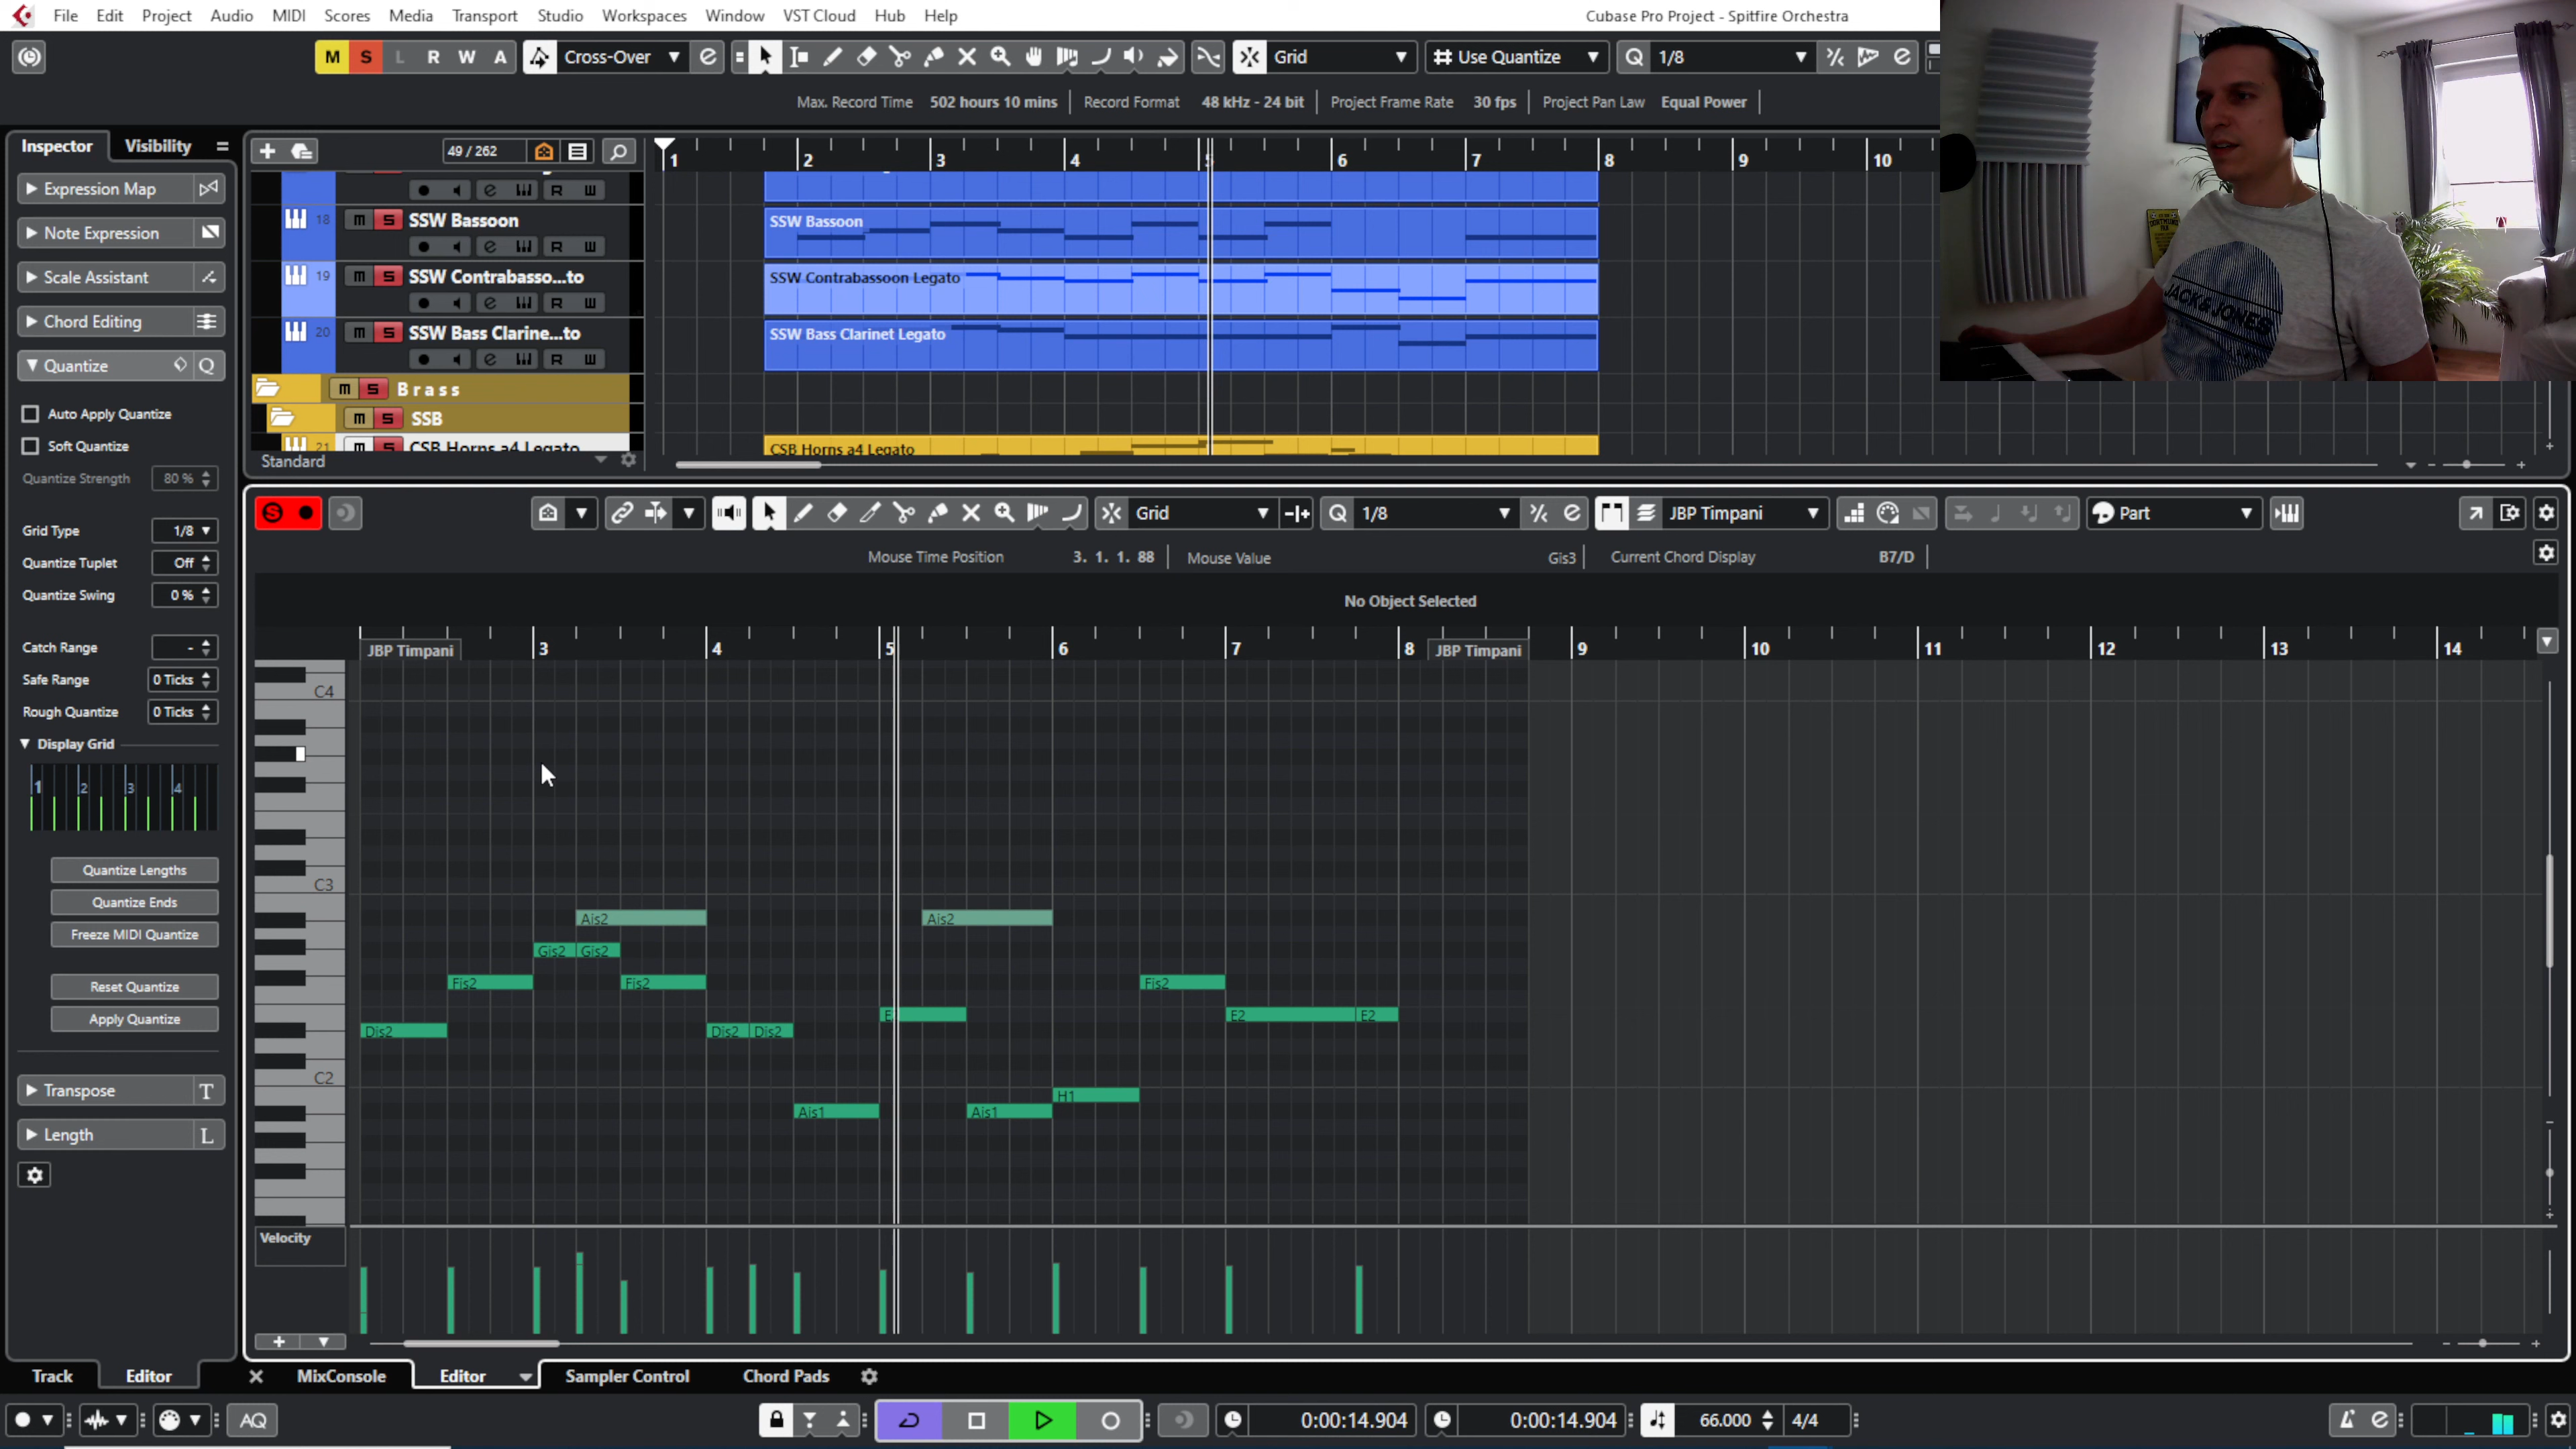 File Edit Project Audio MIDI Scores Media Transport Studio Workspaces Window VST Cloud Hub Help Cubase Pro Project - Spitfire Orchestra
M S L R W A Cross-Over Grid Use Quantize Q 1/8
Max. Record Time 502 hours 10 mins Record Format 48 kHz - 24 bit Project Frame Rate 30 fps Project Pan Law Equal Power
Inspector Visibility 49 / 262 1 2 3 4 5 6 7 8 9 10
Expression Map
Note Expression
Scale Assistant
Chord Editing
Quantize Q
Auto Apply Quantize
Soft Quantize
Quantize Strength 80 %
Grid Type 1/8
Quantize Tuplet Off
Quantize Swing 0 %
Catch Range -
Safe Range 0 Ticks
Rough Quantize 0 Ticks
Display Grid
1 2 3 4
Quantize Lengths
Quantize Ends
Freeze MIDI Quantize
Reset Quantize
Apply Quantize
Transpose T
Length L
R W
18 m S SSW Bassoon SSW Bassoon
R W
19 m S SSW Contrabasso...to SSW Contrabassoon Legato
R W
20 m S SSW Bass Clarine...to SSW Bass Clarinet Legato
R W
m S Brass
m S SSB
21 m S CSB Horns a4 Legato CSB Horns a4 Legato
Standard
S Grid Q 1/8 JBP Timpani Part
Mouse Time Position 3. 1. 1. 88 Mouse Value Gis3 Current Chord Display B7/D
No Object Selected
JBP Timpani 3 4 5 6 7 8 JBP Timpani 9 10 11 12 13 14
C4
C3
Ais2 Ais2
Gis2 Gis2
Fis2 Fis2 Fis2
E2 E2
Dis2 Dis2 Dis2
C2
H1
Ais1 Ais1
Velocity
Track Editor MixConsole Editor Sampler Control Chord Pads
AQ 0:00:14.904 0:00:14.904 66.000 4/4
JACK & JONES